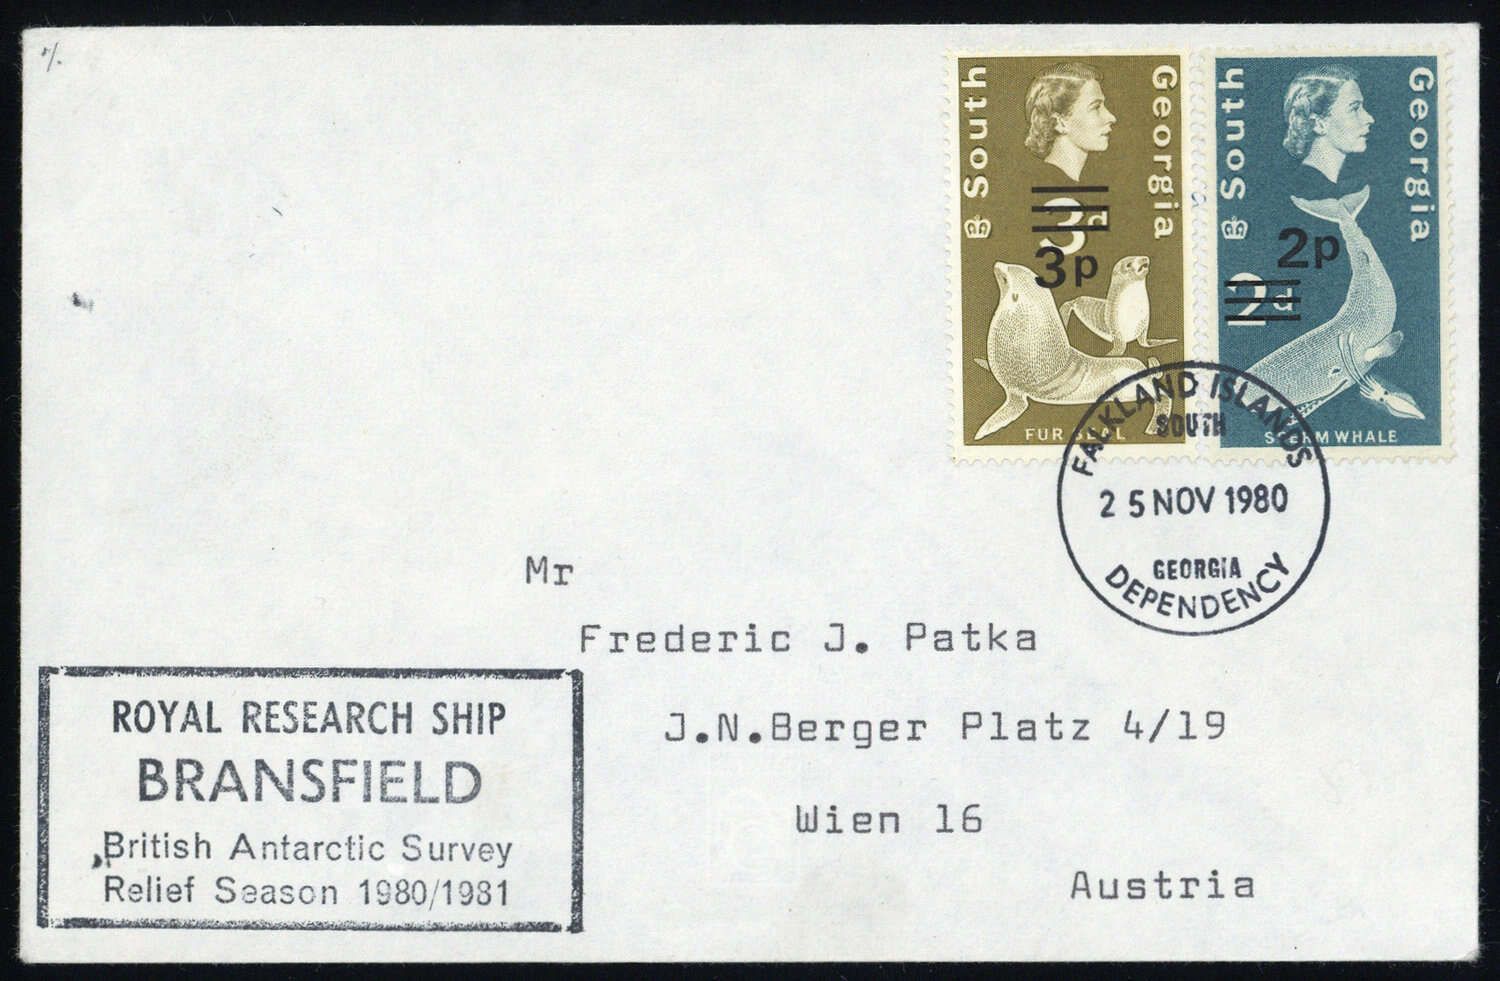 South Georgia
3d
3p
FUR SEAL
South Georgia
2p
2d
SPERM WHALE
FALKLAND ISLANDS
SOUTH
25 NOV 1980
GEORGIA
DEPENDENCY
Mr
Frederic J. Patka
J.N.Berger Platz 4/19
Wien 16
Austria
ROYAL RESEARCH SHIP
BRANSFIELD
British Antarctic Survey
Relief Season 1980/1981